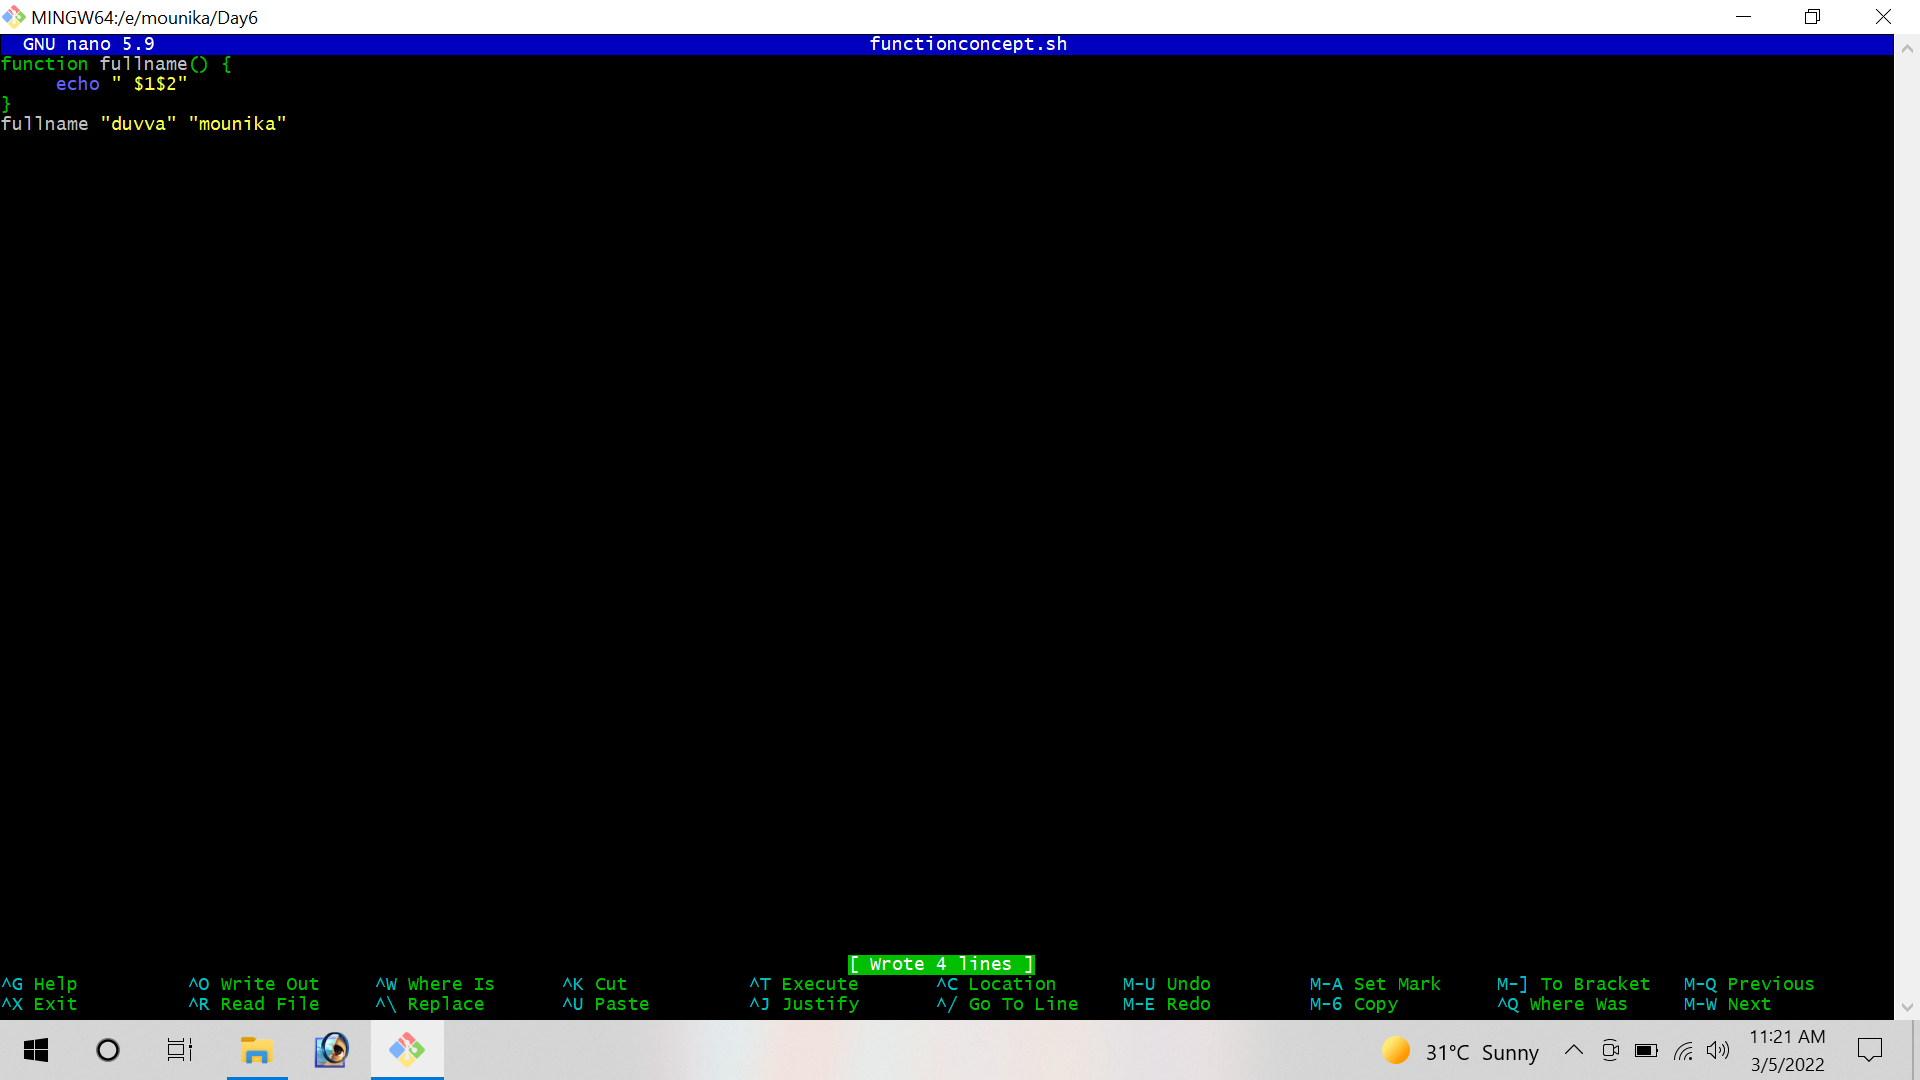 MINGW64:/e/mounika/Day6
GNU nano 5.9 functionconcept.sh
function fullname() {
     echo " $1$2"
}
fullname "duvva" "mounika"
[ Wrote 4 lines ]
^G Help ^O Write Out ^W Where Is ^K Cut ^T Execute ^C Location M-U Undo M-A Set Mark M-] To Bracket M-Q Previous
^X Exit ^R Read File ^\ Replace ^U Paste ^J Justify ^/ Go To Line M-E Redo M-6 Copy ^Q Where Was M-W Next
31°C Sunny
11:21 AM
3/5/2022